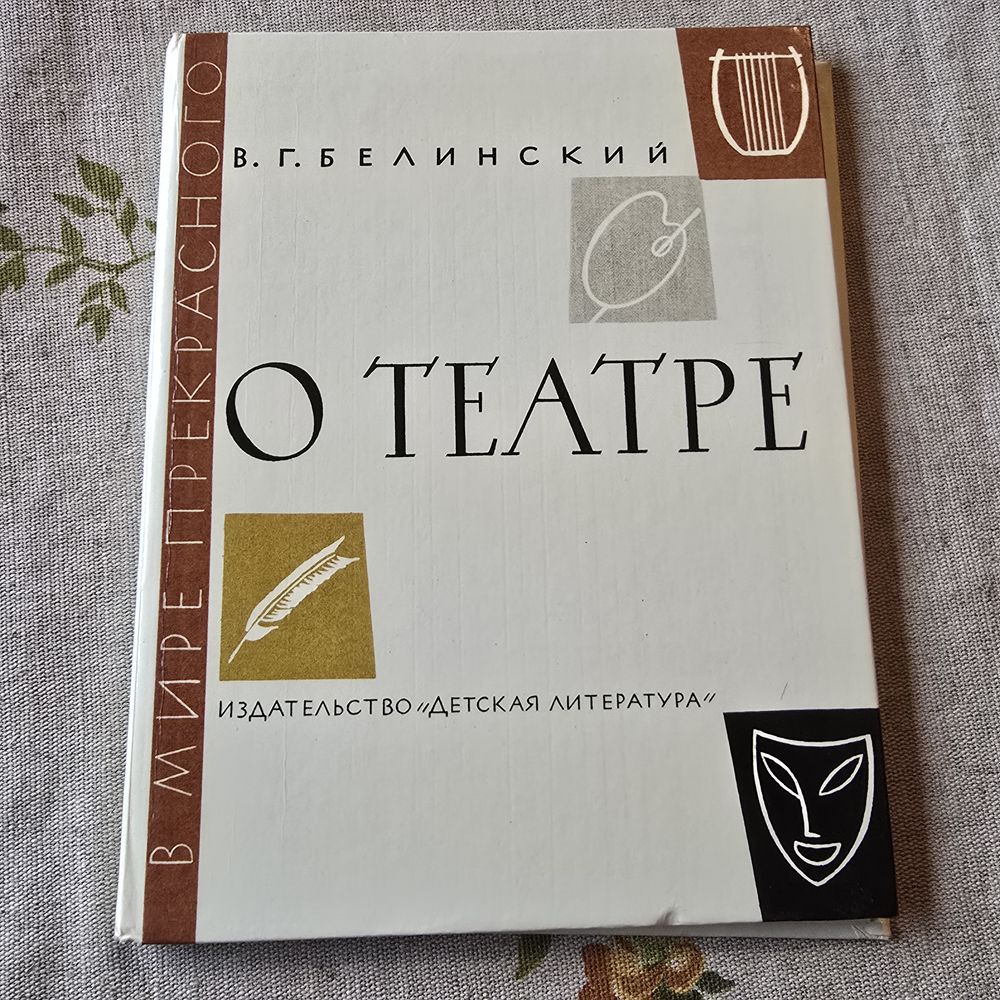 В МИРЕ ПРЕКРАСНОГО
В. Г. БЕЛИНСКИЙ
О ТЕАТРЕ
ИЗДАТЕЛЬСТВО "ДЕТСКАЯ ЛИТЕРАТУРА"